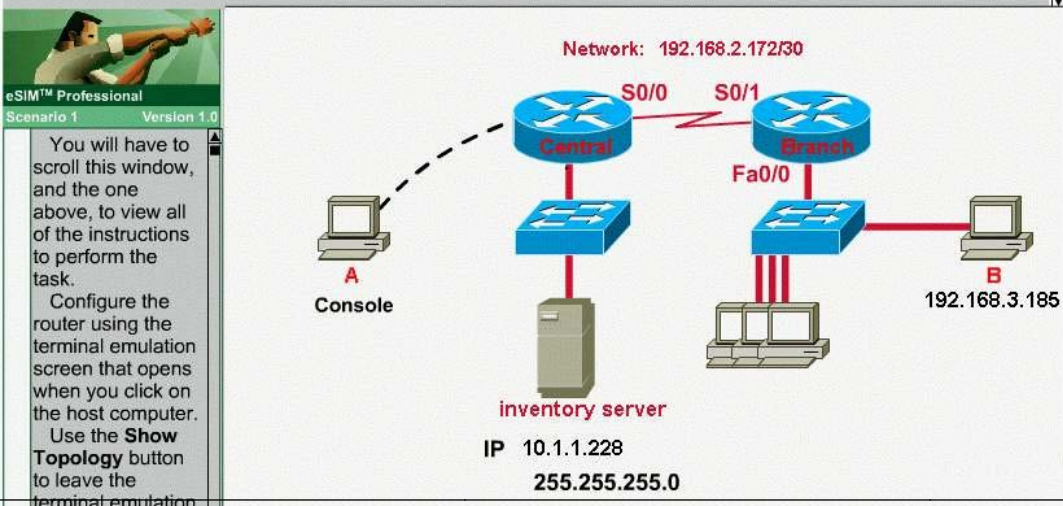 eSIM™ Professional
Scenario 1 Version 1.0
You will have to
scroll this window,
and the one
above, to view all
of the instructions
to perform the
task.
Configure the
router using the
terminal emulation
screen that opens
when you click on
the host computer.
Use the Show
Topology button
to leave the
terminal emulation
Network: 192.168.2.172/30
S0/0 S0/1
Central Branch
Fa0/0
A
Console
B
192.168.3.185
inventory server
IP 10.1.1.228
255.255.255.0